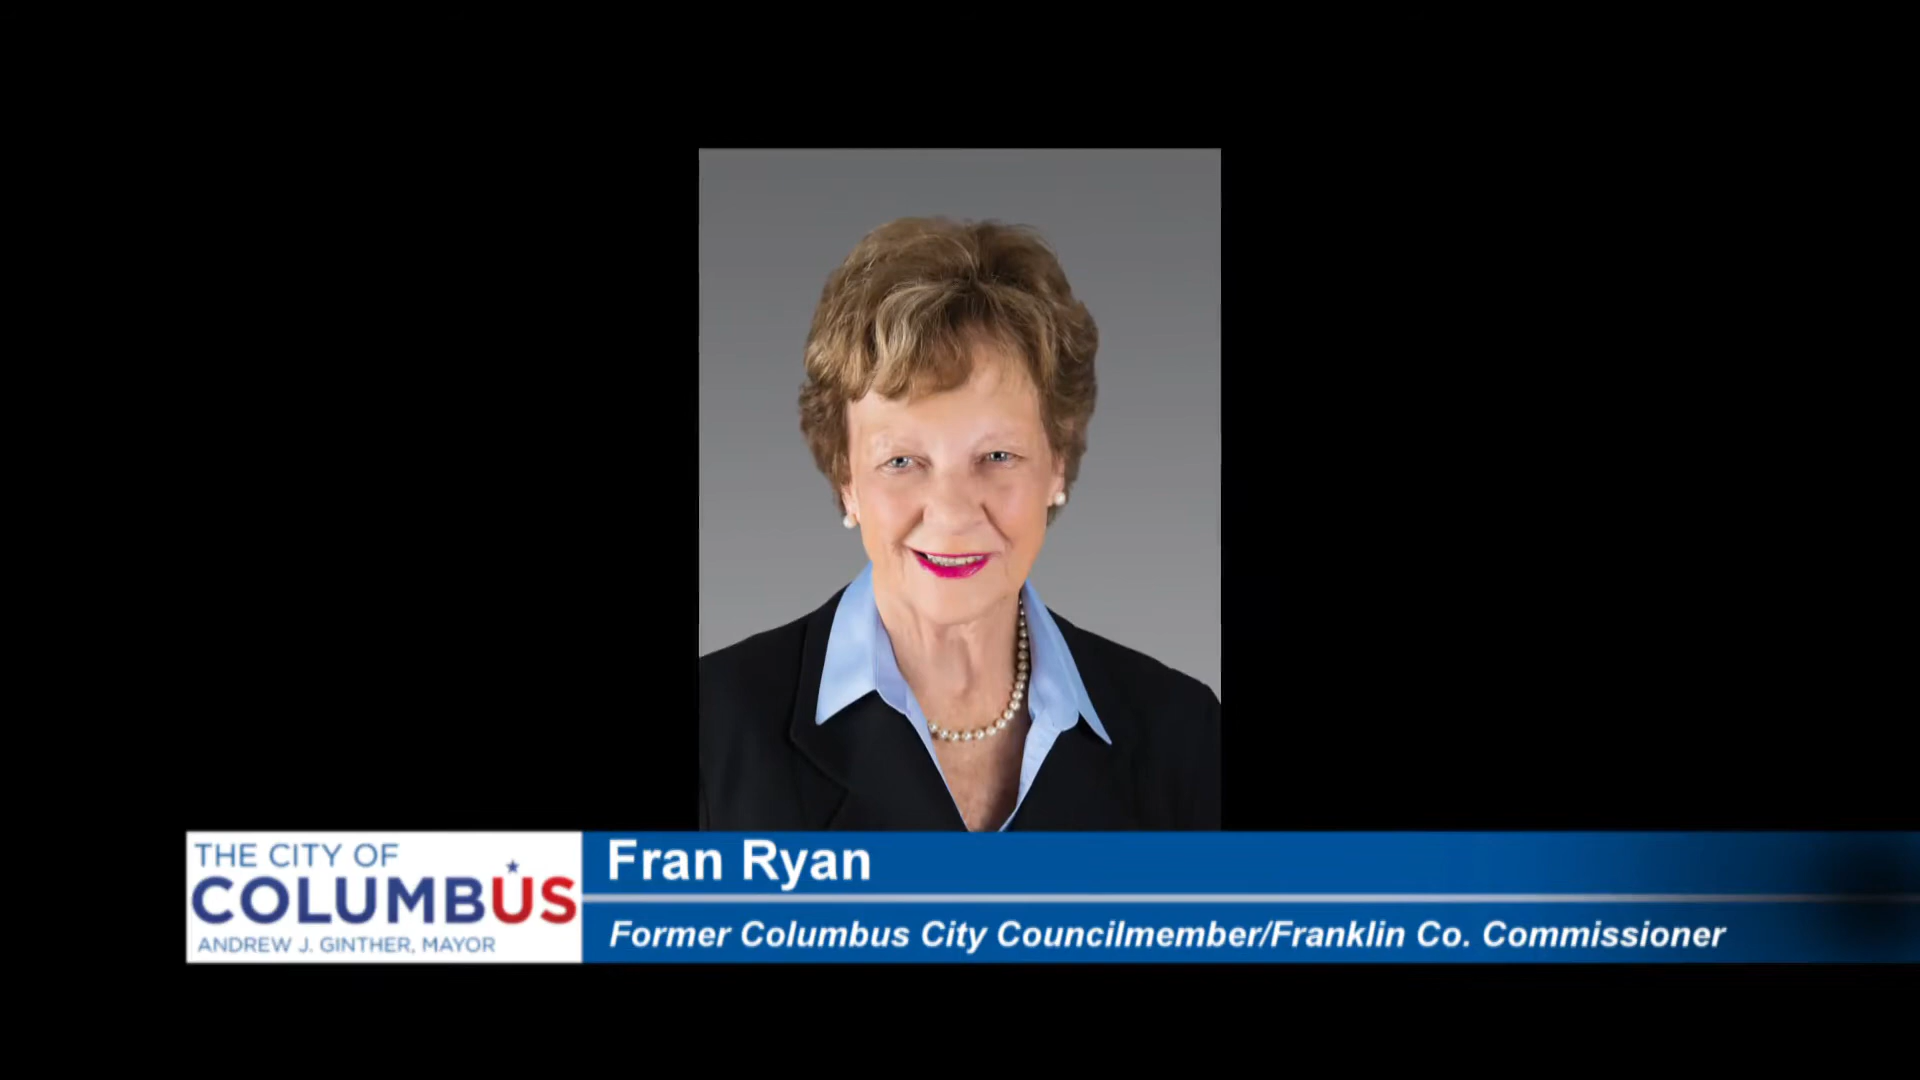 THE CITY OF
COLUMBUS
ANDREW J. GINTHER, MAYOR
Fran Ryan
Former Columbus City Councilmember/Franklin Co. Commissioner